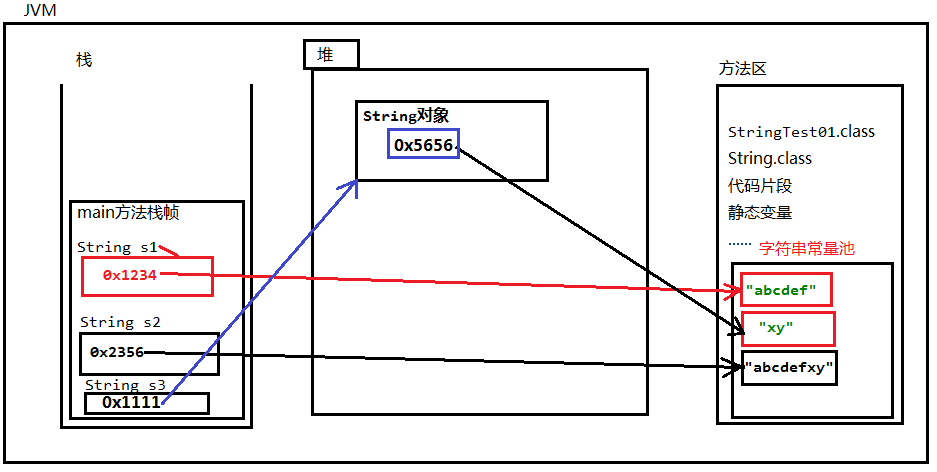 JVM
栈
堆
方法区
String对象
0x5656
StringTest01.class
String.class
代码片段
静态变量
......
字符串常量池
main方法栈帧
String s1
0x1234
"abcdef"
"xy"
String s2
0x2356
"abcdefxy"
String s3
0x1111